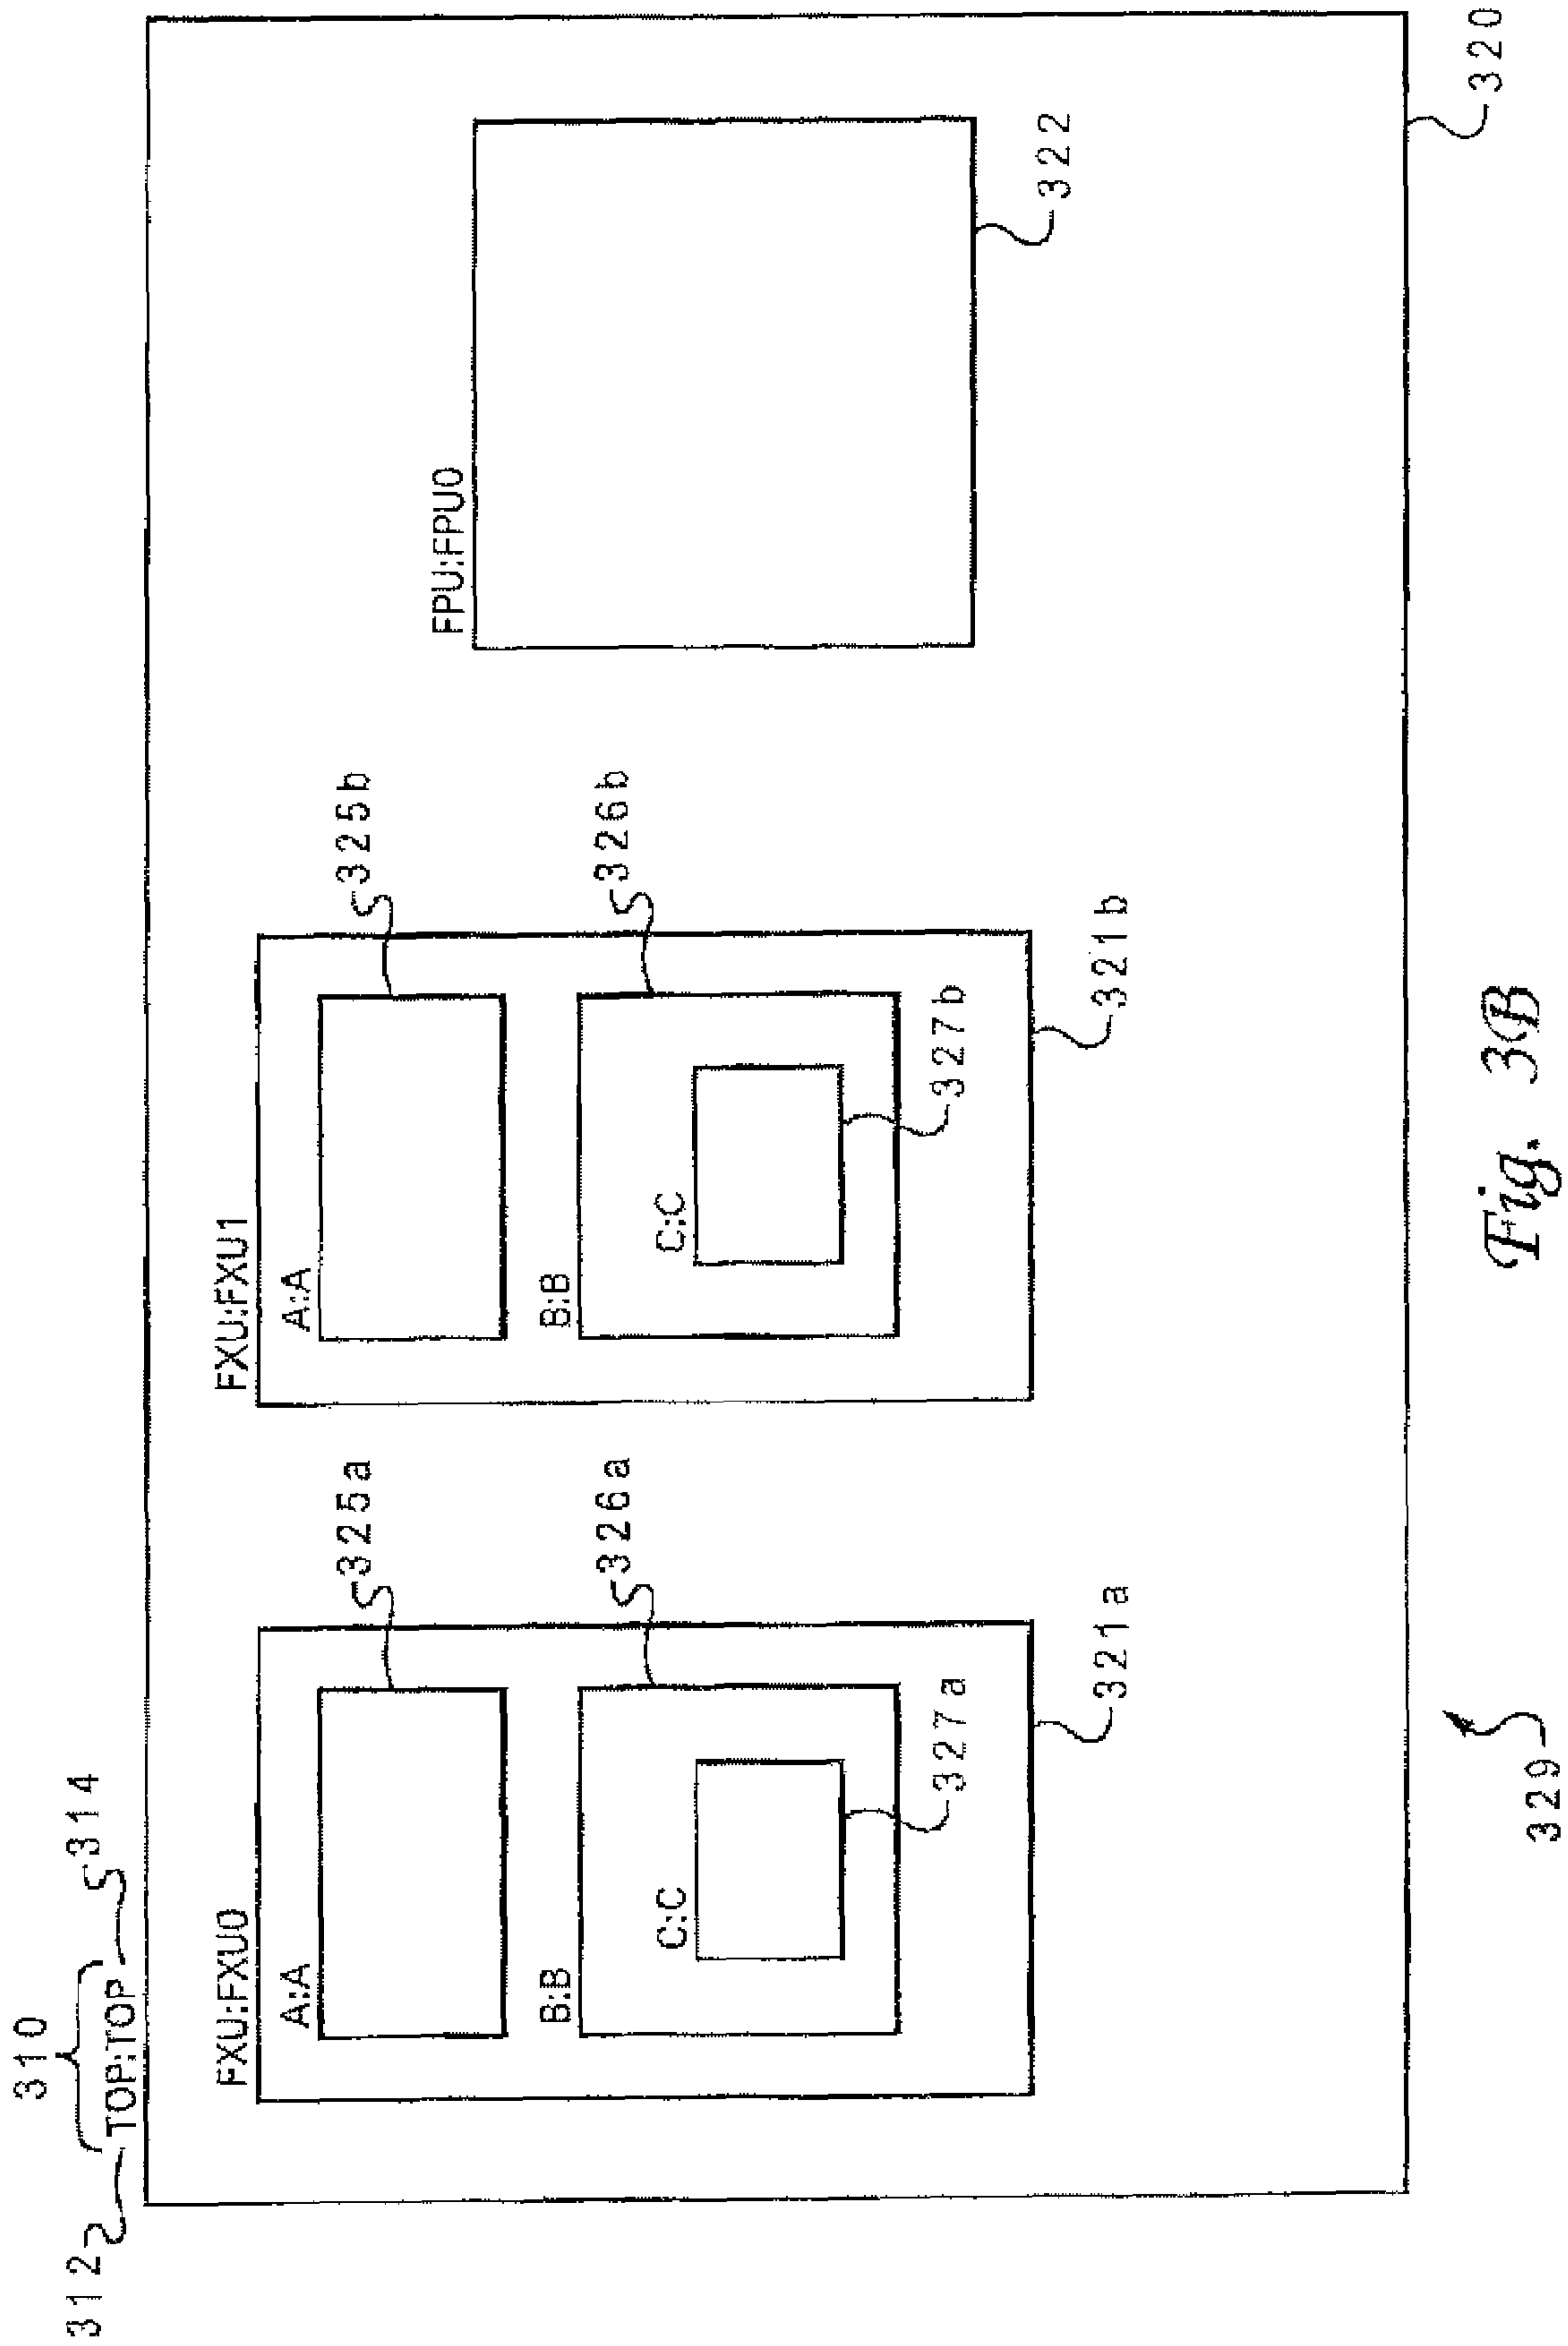 310
312
TOP:TOP
314
FXU:FXU0
A:A
325a
B:B
326a
C:C
327a
321a
FXU:FXU1
A:A
325b
B:B
326b
C:C
327b
321b
FPU:FPU0
322
329
320
Fig. 3B